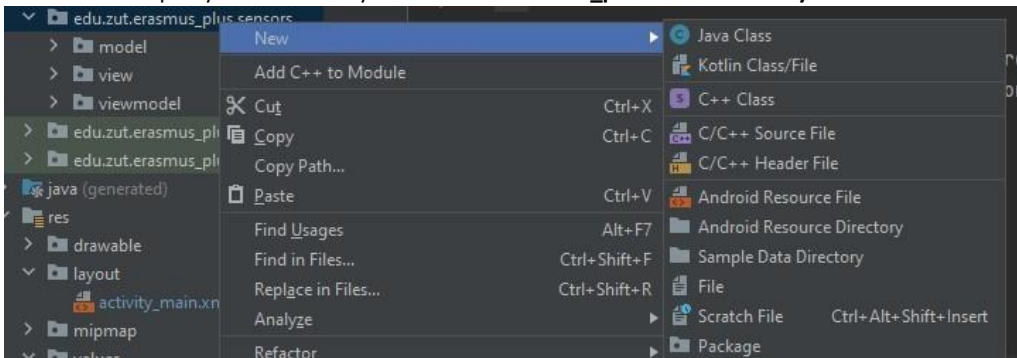 edu.zut.erasmus_plus.sensors
model
view
viewmodel
edu.zut.erasmus_pl
edu.zut.erasmus_pl
java (generated)
res
drawable
layout
activity_main.xn
mipmap
values
New
Add C++ to Module
Cut Ctrl+X
Copy Ctrl+C
Copy Path...
Paste Ctrl+V
Find Usages Alt+F7
Find in Files... Ctrl+Shift+F
Replace in Files... Ctrl+Shift+R
Analyze
Refactor
Java Class
Kotlin Class/File
C++ Class
C/C++ Source File
C/C++ Header File
Android Resource File
Android Resource Directory
Sample Data Directory
File
Scratch File Ctrl+Alt+Shift+Insert
Package